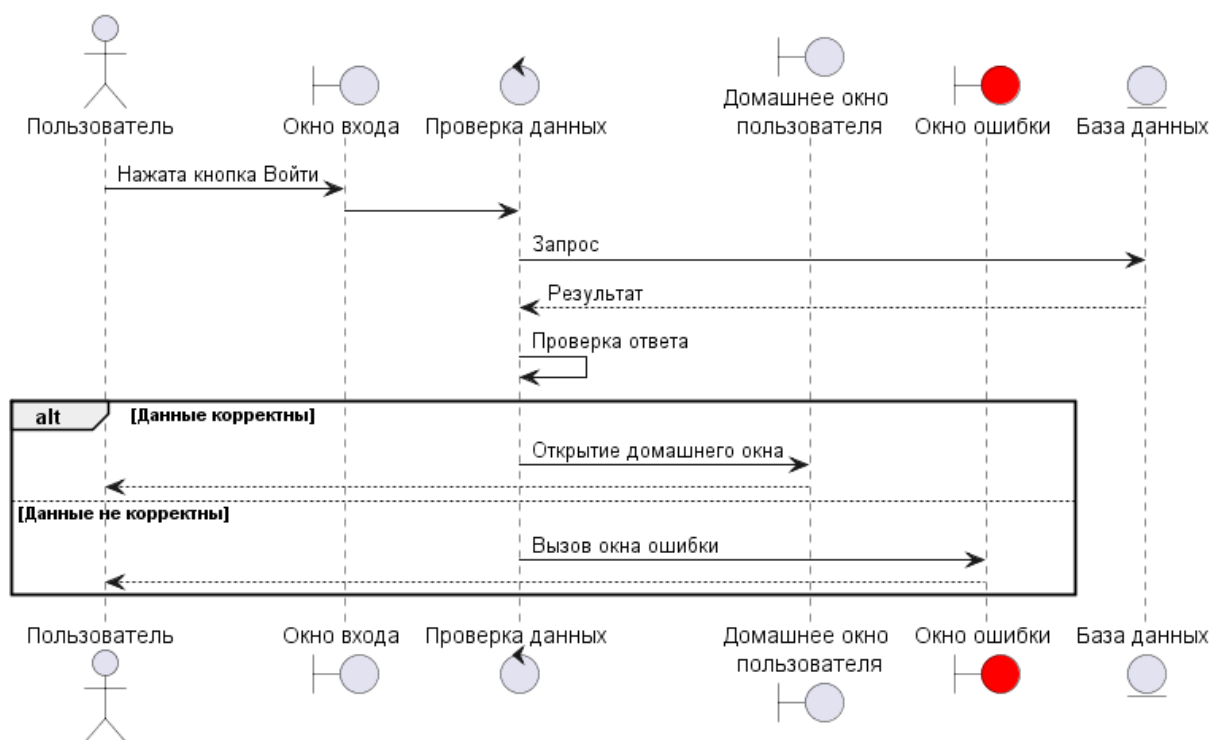 Пользователь
Окно входа
Проверка данных
Домашнее окно
пользователя
Окно ошибки
База данных
Нажата кнопка Войти
Запрос
Результат
Проверка ответа
alt
[Данные корректны]
Открытие домашнего окна
[Данные не корректны]
Вызов окна ошибки
Пользователь
Окно входа
Проверка данных
Домашнее окно
пользователя
Окно ошибки
База данных